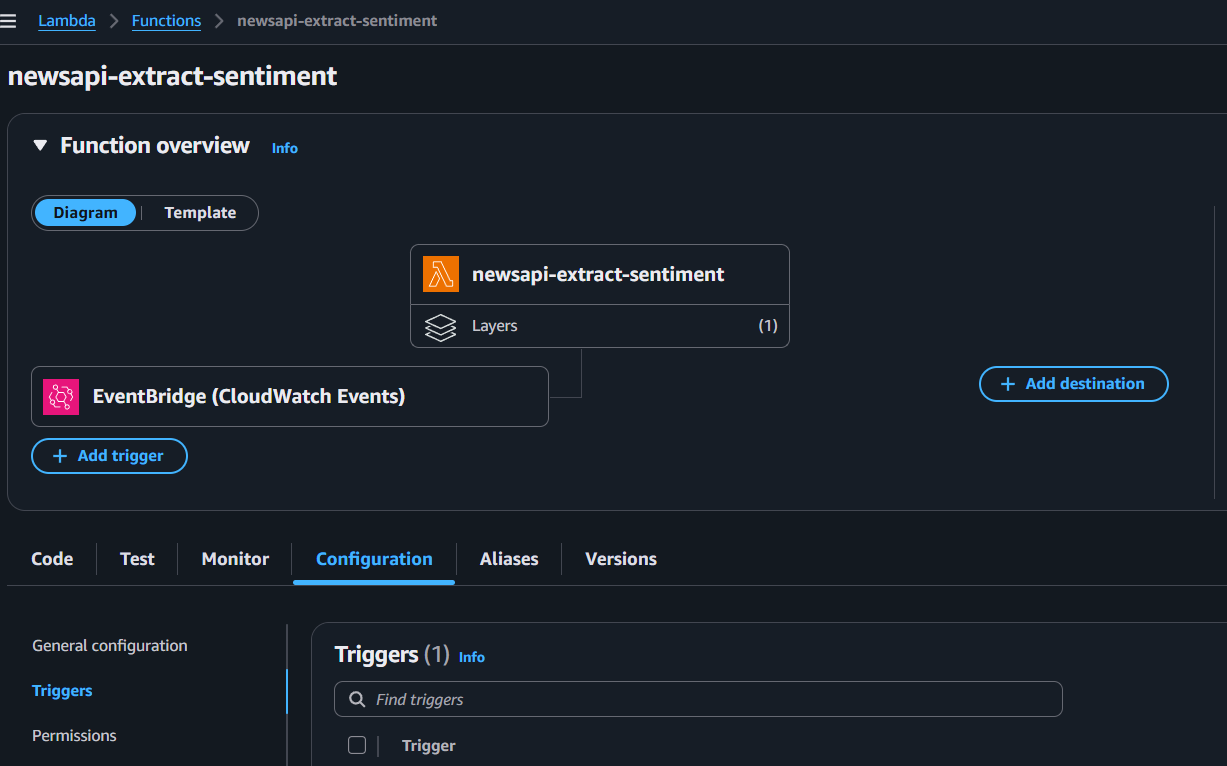 Lambda > Functions > newsapi-extract-sentiment
newsapi-extract-sentiment
Function overview Info
Diagram | Template
newsapi-extract-sentiment
Layers (1)
EventBridge (CloudWatch Events)
+ Add destination
+ Add trigger
Code Test Monitor Configuration Aliases Versions
General configuration
Triggers
Permissions
Triggers (1) Info
Find triggers
Trigger